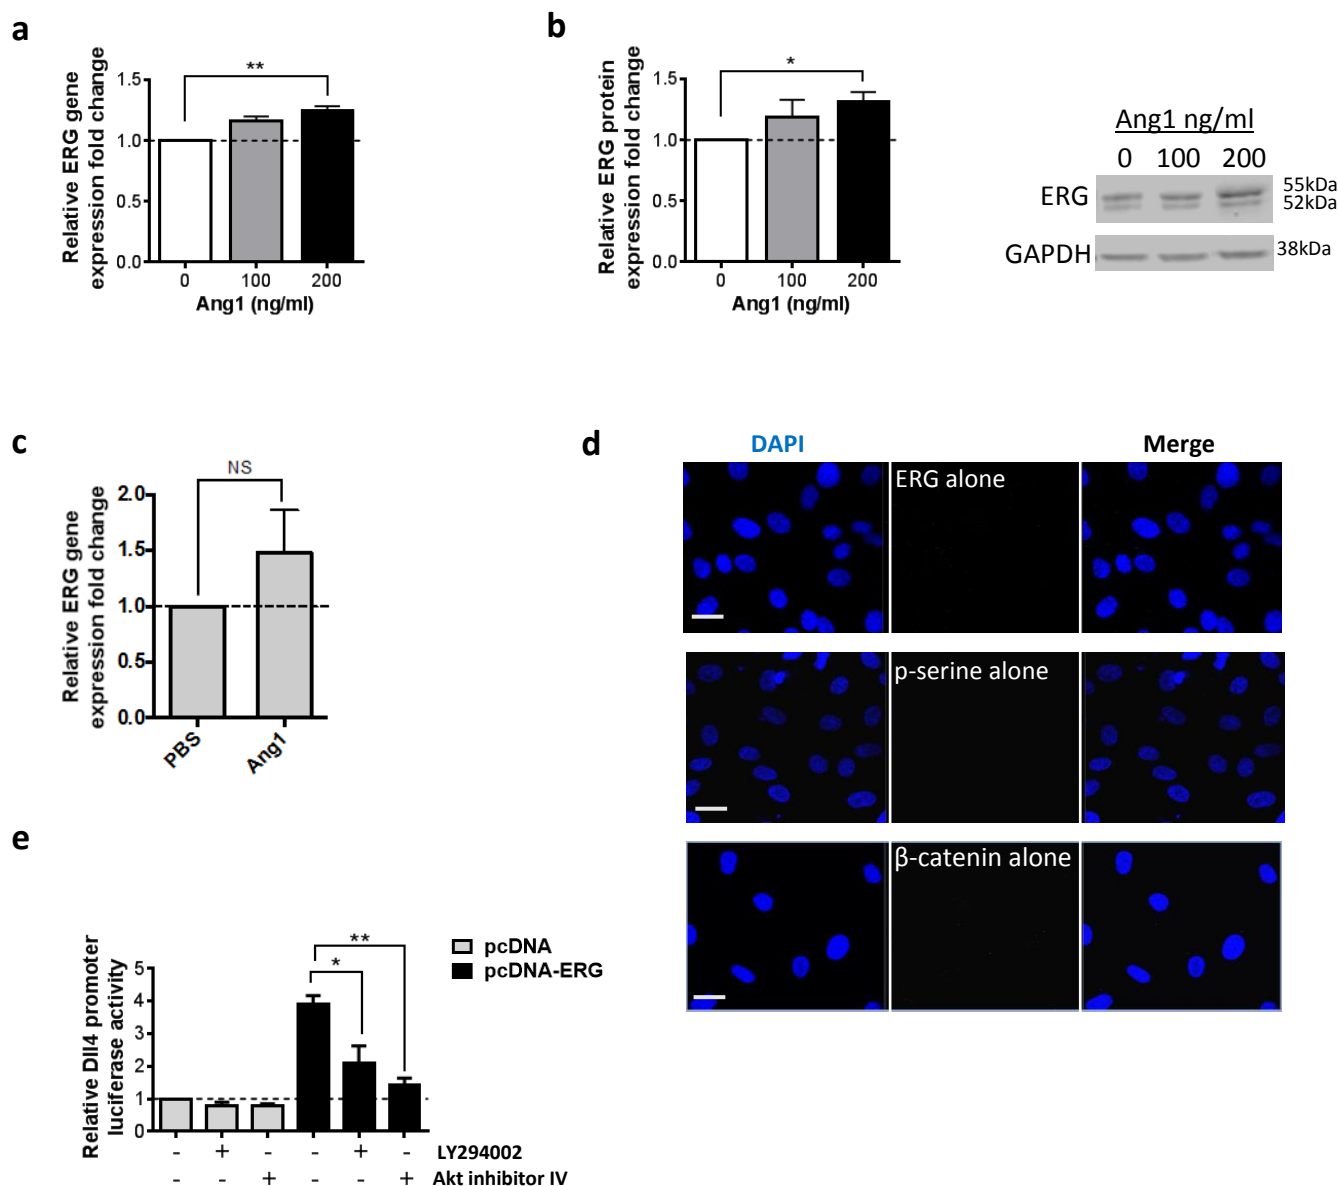 a
Relative ERG gene
expression fold change
1.5
1.0
0.5
0.0
**
0 100 200
Ang1 (ng/ml)
b
Relative ERG protein
expression fold change
1.5
1.0
0.5
0.0
*
0 100 200
Ang1 (ng/ml)
Ang1 ng/ml
0 100 200
ERG
55kDa
52kDa
GAPDH
38kDa
c
Relative ERG gene
expression fold change
2.0
1.5
1.0
0.5
0.0
NS
PBS Ang1
d
DAPI Merge
ERG alone
p-serine alone
β-catenin alone
e
Relative Dll4 promoter
luciferase activity
5
4
3
2
1
0
**
*
pcDNA
pcDNA-ERG
- + - - + - LY294002
- - + - - + Akt inhibitor IV